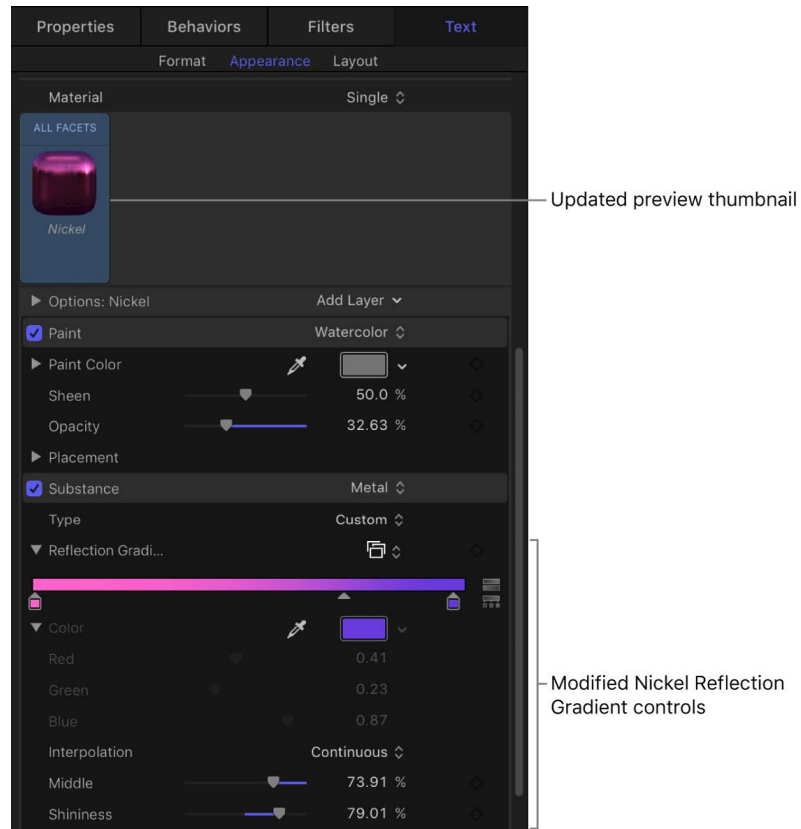 Properties Behaviors Filters Text
Format Appearance Layout
Material Single
ALL FACETS
Updated preview thumbnail
Nickel
Options: Nickel Add Layer
Paint Watercolor
Paint Color
Sheen 50.0 %
Opacity 32.63 %
Placement
Substance Metal
Type Custom
Reflection Gradi...
Color
Red 0.41
Green 0.23
Modified Nickel Reflection
Gradient controls
Blue 0.87
Interpolation Continuous
Middle 73.91 %
Shininess 79.01 %